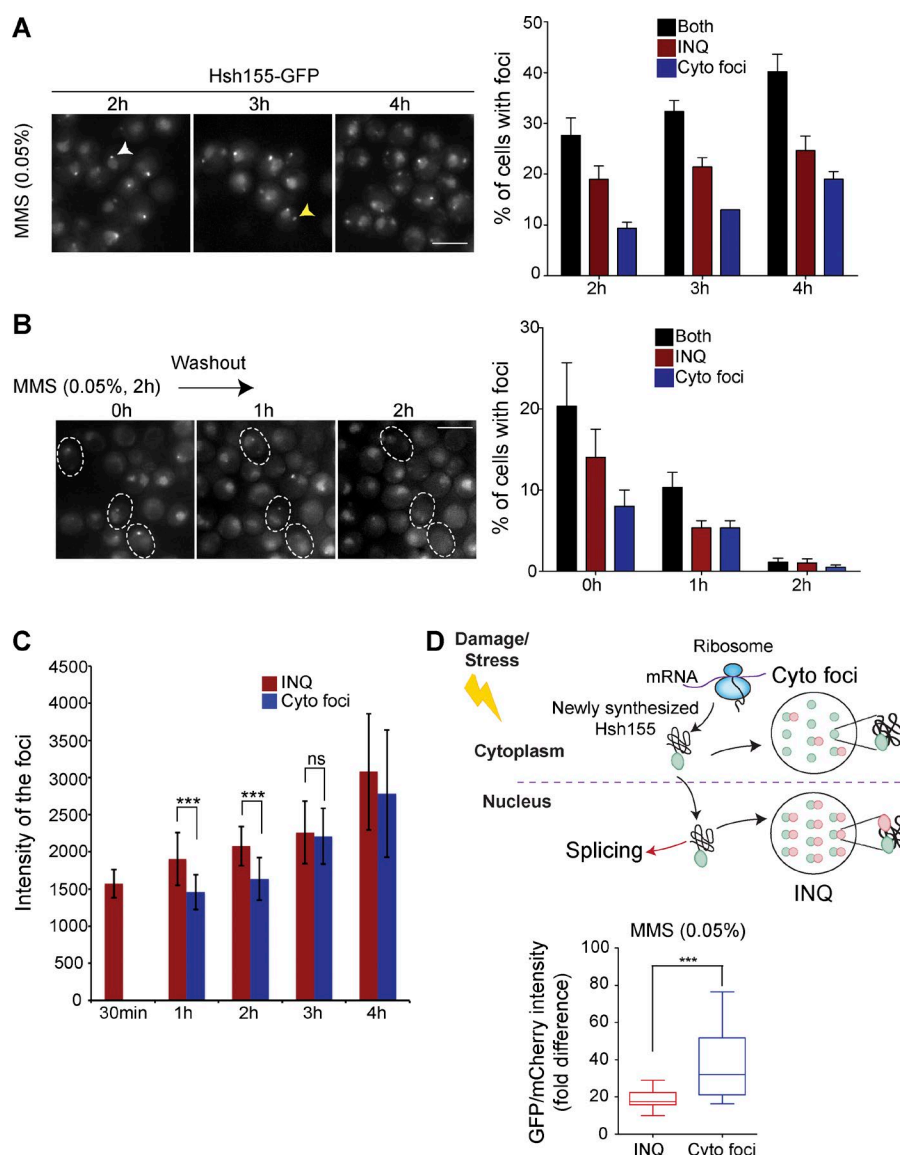 A
Hsh155-GFP
2h 3h 4h
MMS (0.05%)
% of cells with foci
50
40
30
20
10
0
Both
INQ
Cyto foci
2h 3h 4h
B
Washout
MMS (0.05%, 2h)
0h 1h 2h
% of cells with foci
30
20
10
0
Both
INQ
Cyto foci
0h 1h 2h
C
Intensity of the foci
4500
4000
3500
3000
2500
2000
1500
1000
500
0
INQ
Cyto foci
*** *** ns
30min 1h 2h 3h 4h
D
Damage/
Stress
Ribosome
mRNA
Cyto foci
Newly synthesized
Hsh155
Cytoplasm
Nucleus
Splicing
INQ
MMS (0.05%)
GFP/mCherry intensity
(fold difference)
100
80
60
40
20
0
***
INQ Cyto foci